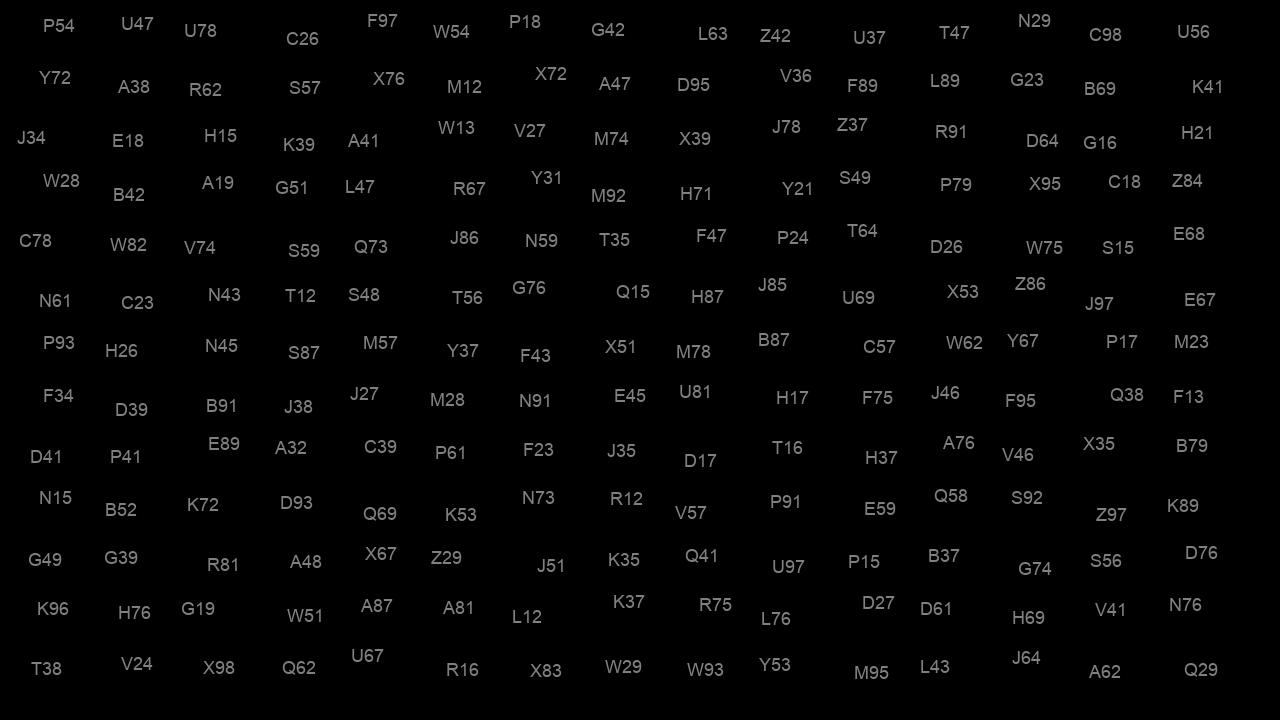 P54 U47 U78 C26 F97 W54 P18 G42 L63 Z42 U37 T47 N29 C98 U56
Y72 A38 R62 S57 X76 M12 X72 A47 D95 V36 F89 L89 G23 B69 K41
J34 E18 H15 K39 A41 W13 V27 M74 X39 J78 Z37 R91 D64 G16 H21
W28 B42 A19 G51 L47 R67 Y31 M92 H71 Y21 S49 P79 X95 C18 Z84
C78 W82 V74 S59 Q73 J86 N59 T35 F47 P24 T64 D26 W75 S15 E68
N61 C23 N43 T12 S48 T56 G76 Q15 H87 J85 U69 X53 Z86 J97 E67
P93 H26 N45 S87 M57 Y37 F43 X51 M78 B87 C57 W62 Y67 P17 M23
F34 D39 B91 J38 J27 M28 N91 E45 U81 H17 F75 J46 F95 Q38 F13
D41 P41 E89 A32 C39 P61 F23 J35 D17 T16 H37 A76 V46 X35 B79
N15 B52 K72 D93 Q69 K53 N73 R12 V57 P91 E59 Q58 S92 Z97 K89
G49 G39 R81 A48 X67 Z29 J51 K35 Q41 U97 P15 B37 G74 S56 D76
K96 H76 G19 W51 A87 A81 L12 K37 R75 L76 D27 D61 H69 V41 N76
T38 V24 X98 Q62 U67 R16 X83 W29 W93 Y53 M95 L43 J64 A62 Q29